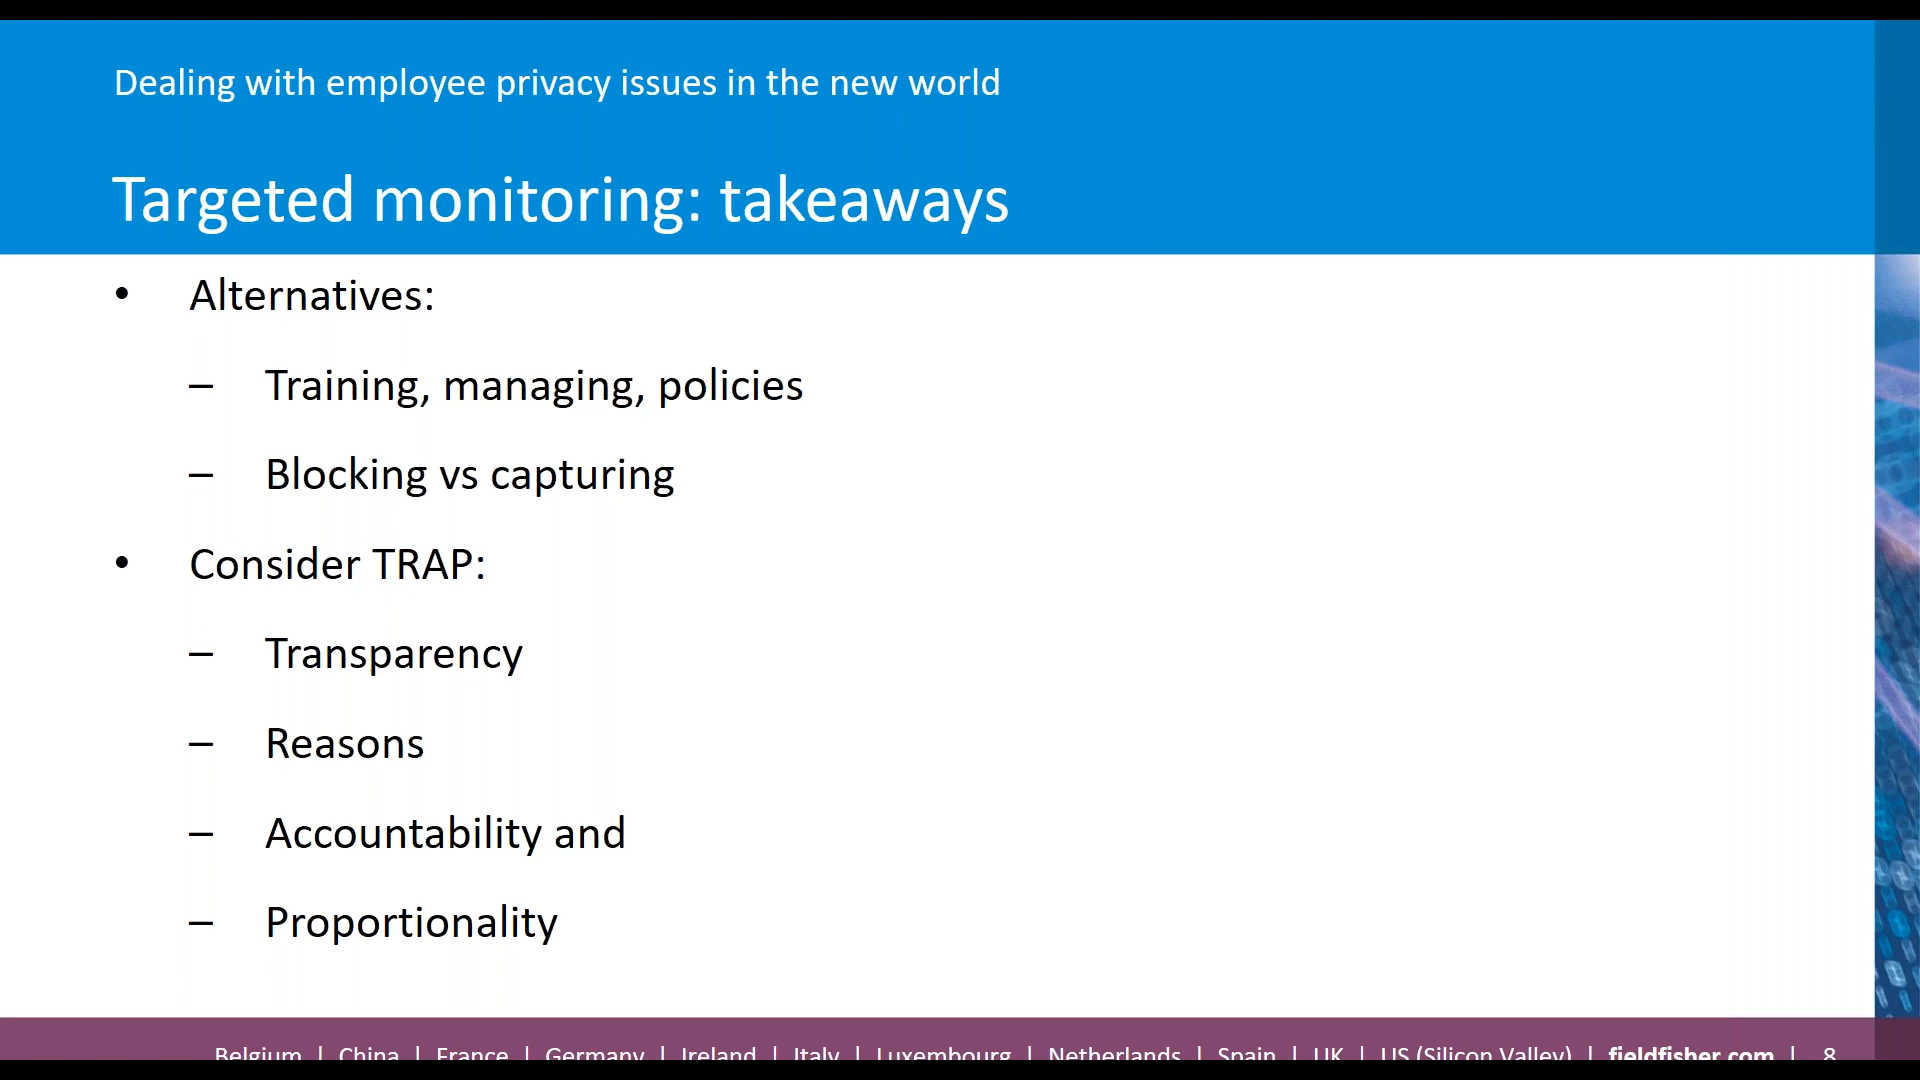 Dealing with employee privacy issues in the new world
Targeted monitoring: takeaways
• Alternatives:
– Training, managing, policies
– Blocking vs capturing
• Consider TRAP:
– Transparency
– Reasons
– Accountability and
– Proportionality
Belgium | China | France | Germany | Ireland | Italy | Luxembourg | Netherlands | Spain | UK | US (Silicon Valley) | fieldfisher.com | 8